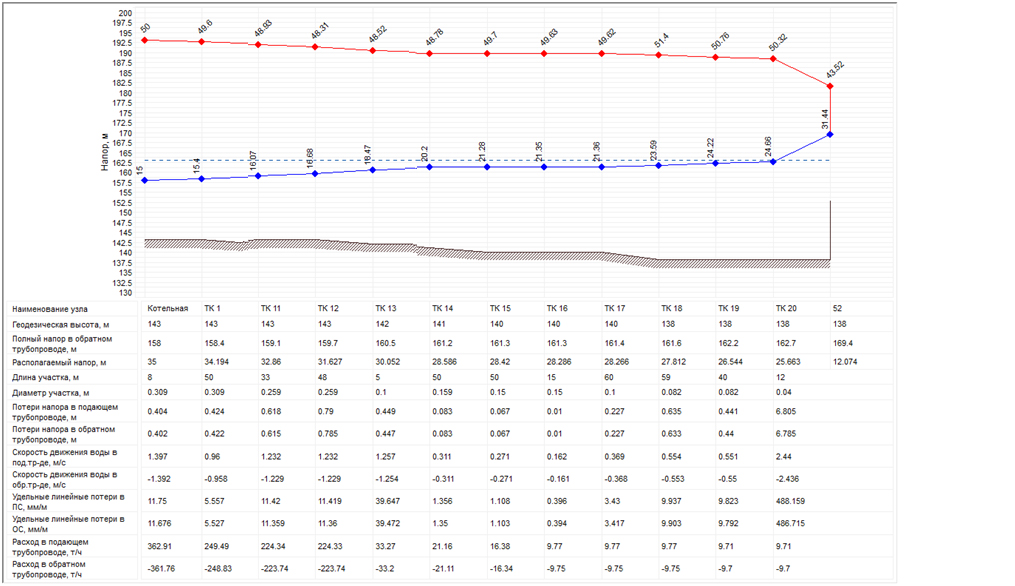 200
197.5
195
192.5
190
187.5
185
182.5
180
177.5
175
172.5
170
167.5
165
162.5
160
157.5
155
152.5
150
147.5
145
142.5
140
137.5
135
132.5
130
Напор, м
50 49.6 48.93 48.31 48.52 48.78 49.7 49.63 49.62 51.4 50.76 50.32 43.52
15 15.4 16.07 16.68 18.47 20.2 21.28 21.35 21.36 23.59 24.22 24.66 31.44
Наименование узла Котельная ТК 1 ТК 11 ТК 12 ТК 13 ТК 14 ТК 15 ТК 16 ТК 17 ТК 18 ТК 19 ТК 20 52
Геодезическая высота, м 143 143 143 143 142 141 140 140 140 138 138 138 138
Полный напор в обратном
трубопроводе, м 158 158.4 159.1 159.7 160.5 161.2 161.3 161.3 161.4 161.6 162.2 162.7 169.4
Располагаемый напор, м 35 34.194 32.86 31.627 30.052 28.586 28.42 28.286 28.266 27.812 26.544 25.663 12.074
Длина участка, м 8 50 33 48 5 50 50 15 60 59 40 12
Диаметр участка, м 0.309 0.309 0.259 0.259 0.1 0.159 0.15 0.15 0.1 0.082 0.082 0.04
Потери напора в подающем
трубопроводе, м 0.404 0.424 0.618 0.79 0.449 0.083 0.067 0.01 0.227 0.635 0.441 6.805
Потери напора в обратном
трубопроводе, м 0.402 0.422 0.615 0.785 0.447 0.083 0.067 0.01 0.227 0.633 0.44 6.785
Скорость движения воды в
под.тр-де, м/с 1.397 0.96 1.232 1.232 1.257 0.311 0.271 0.162 0.369 0.554 0.551 2.44
Скорость движения воды в
обр.тр-де, м/с -1.392 -0.958 -1.229 -1.229 -1.254 -0.311 -0.271 -0.161 -0.368 -0.553 -0.55 -2.436
Удельные линейные потери в
ПС, мм/м 11.75 5.557 11.42 11.419 39.647 1.356 1.108 0.396 3.43 9.937 9.823 488.159
Удельные линейные потери в
ОС, мм/м 11.676 5.527 11.359 11.36 39.472 1.35 1.103 0.394 3.417 9.903 9.792 486.715
Расход в подающем
трубопроводе, т/ч 362.91 249.49 224.34 224.33 33.27 21.16 16.38 9.77 9.77 9.77 9.71 9.71
Расход в обратном
трубопроводе, т/ч -361.76 -248.83 -223.74 -223.74 -33.2 -21.11 -16.34 -9.75 -9.75 -9.75 -9.7 -9.7